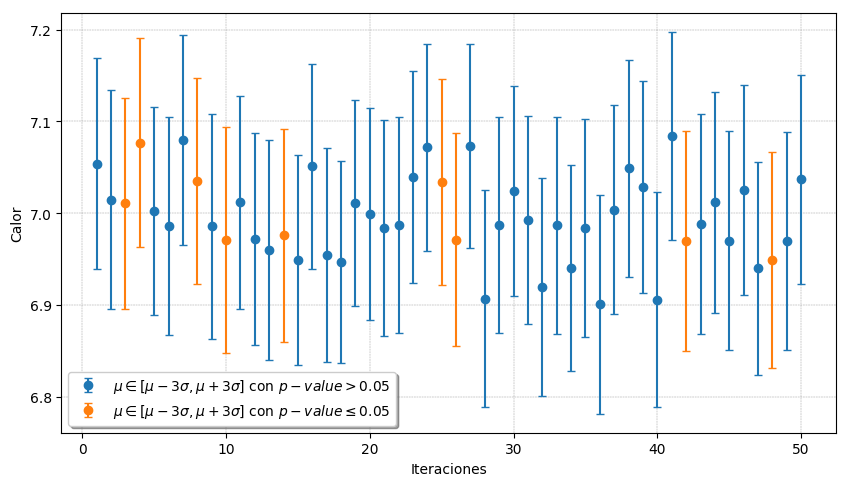 7.2
7.1
7.0
6.9
6.8
Calor
μ ∈ [μ − 3σ, μ + 3σ] con p − value > 0.05
μ ∈ [μ − 3σ, μ + 3σ] con p − value ≤ 0.05
0 10 20 30 40 50
Iteraciones